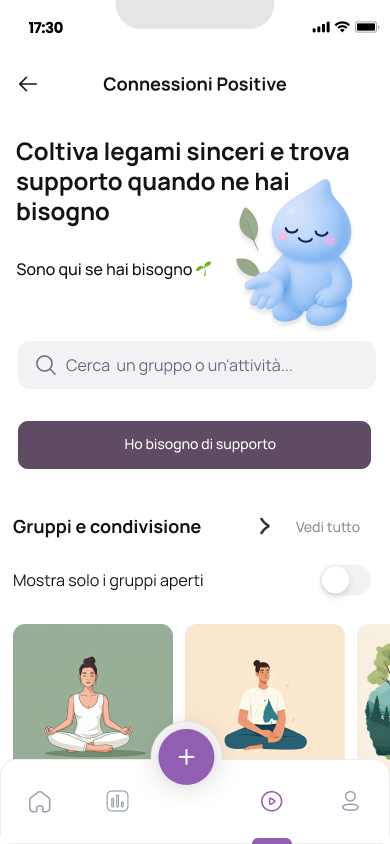 17:30
Connessioni Positive
Coltiva legami sinceri e trova
supporto quando ne hai
bisogno
Sono qui se hai bisogno
Cerca un gruppo o un'attività...
Ho bisogno di supporto
Gruppi e condivisione
Vedi tutto
Mostra solo i gruppi aperti